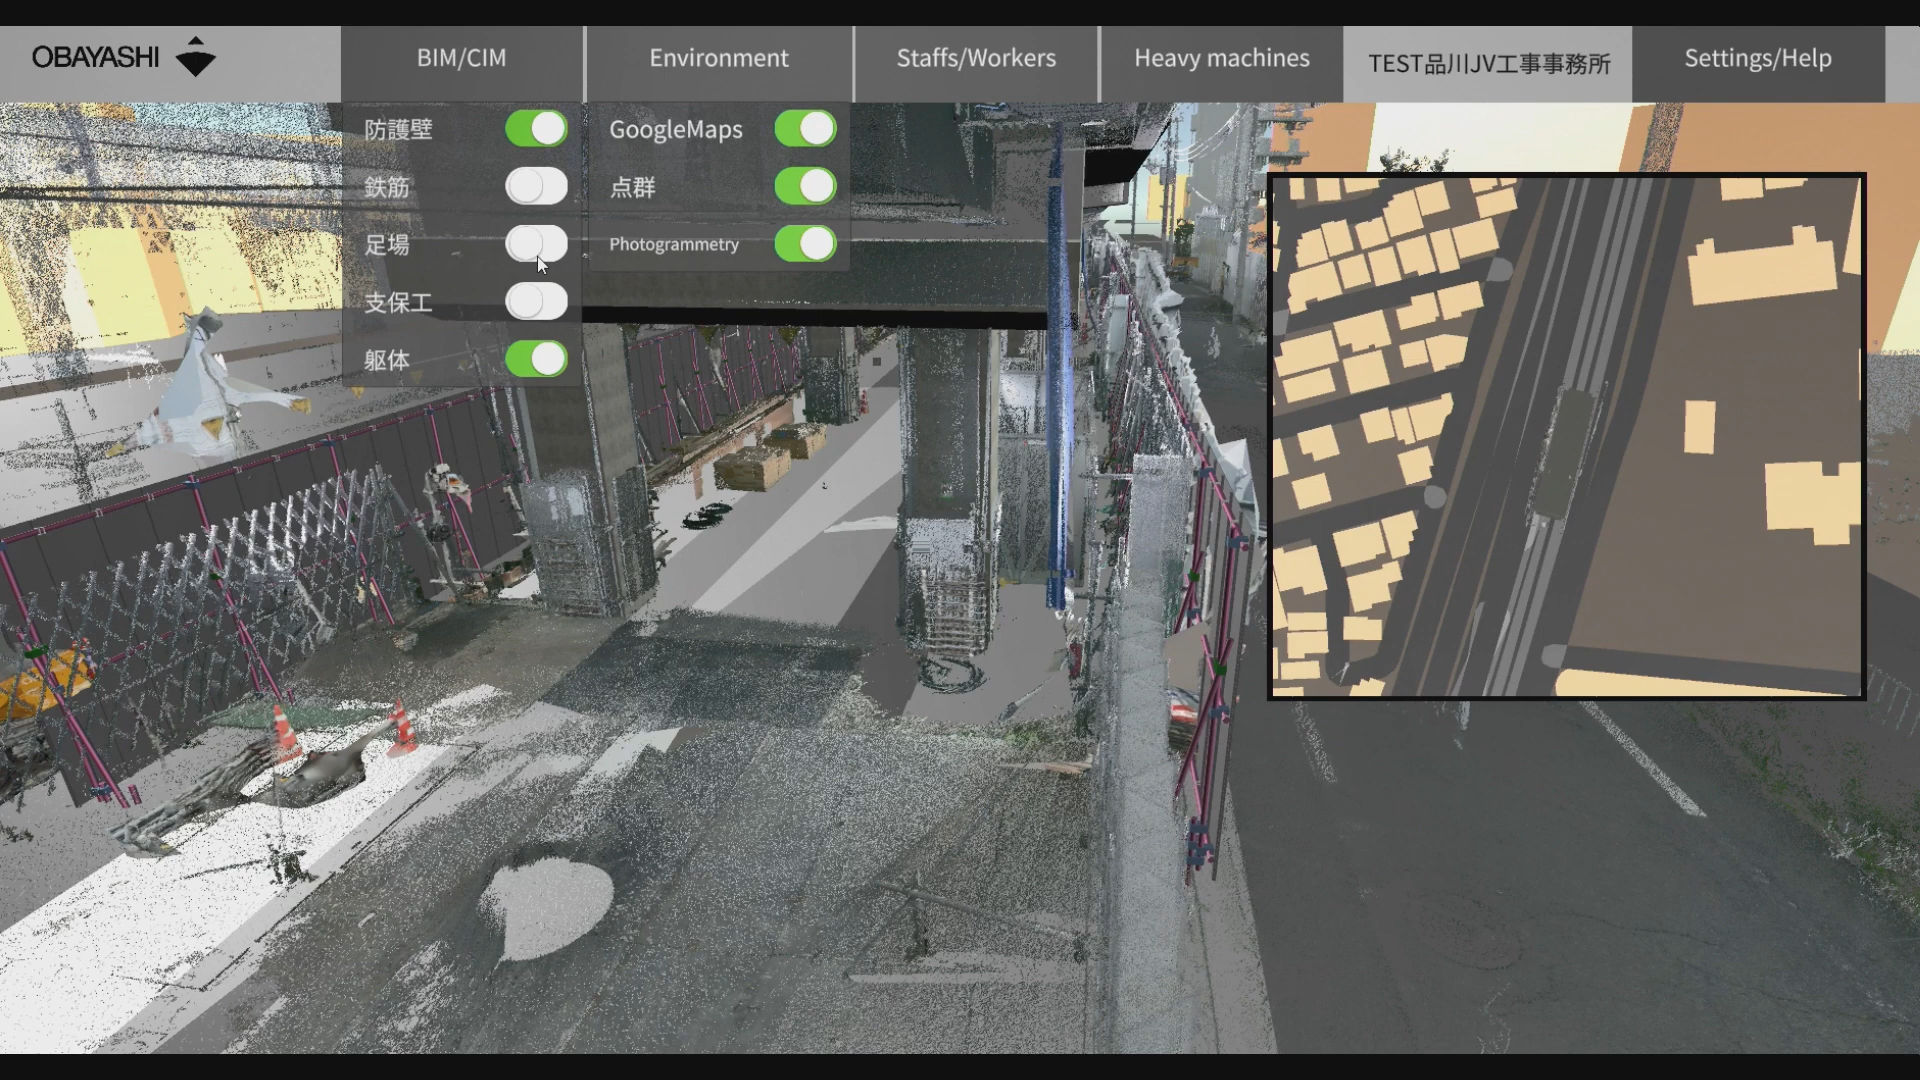 OBAYASHI
BIM/CIM
Environment
Staffs/Workers
Heavy machines
TEST品川JV工事事務所
Settings/Help
防護壁
鉄筋
足場
支保工
躯体
GoogleMaps
点群
Photogrammetry